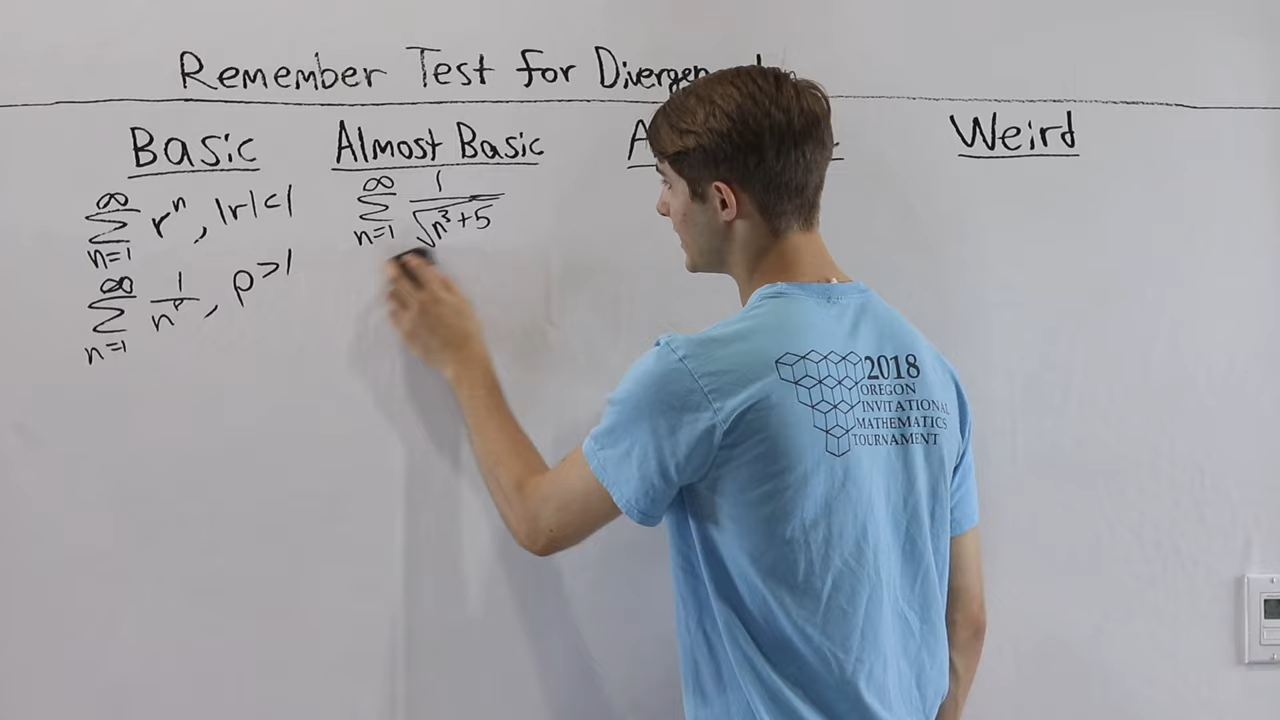 Remember Test for
Basic
Almost Basic
Weird
∞ Σ n=1 rⁿ, |r|<1
∞ Σ n=1 1/nᵖ, p>1
∞ Σ n=1 1/√(n³+5)
2018
OREGON
INVITATIONAL
MATHEMATICS
TOURNAMENT